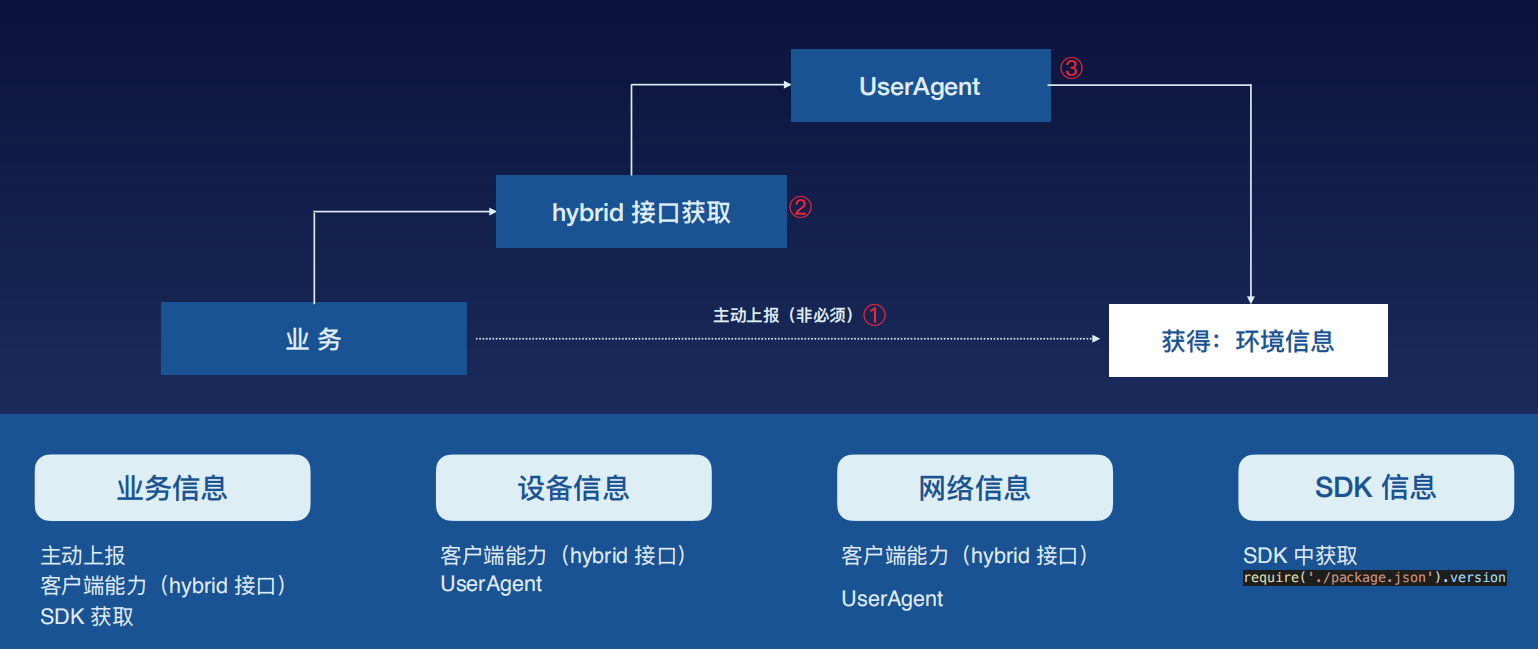 UserAgent ③
hybrid 接口获取 ②
主动上报（非必须）①
业 务
获得：环境信息
业务信息
主动上报
客户端能力（hybrid 接口）
SDK 获取
设备信息
客户端能力（hybrid 接口）
UserAgent
网络信息
客户端能力（hybrid 接口）
UserAgent
SDK 信息
SDK 中获取
require('./package.json').version